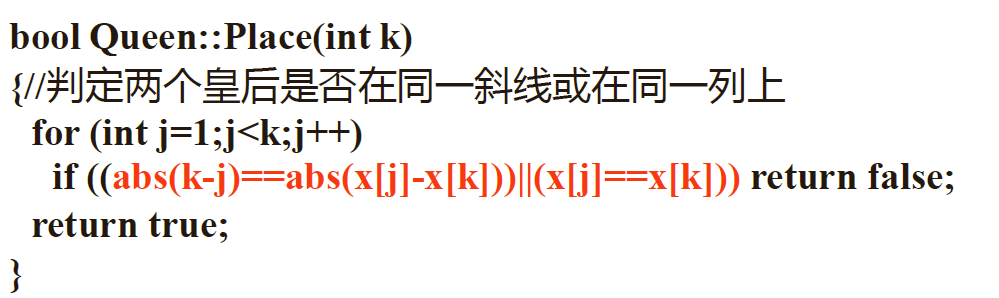 bool Queen::Place(int k)
{//判定两个皇后是否在同一斜线或在同一列上
for (int j=1;j<k;j++)
if ((abs(k-j)==abs(x[j]-x[k]))||(x[j]==x[k])) return false;
return true;
}